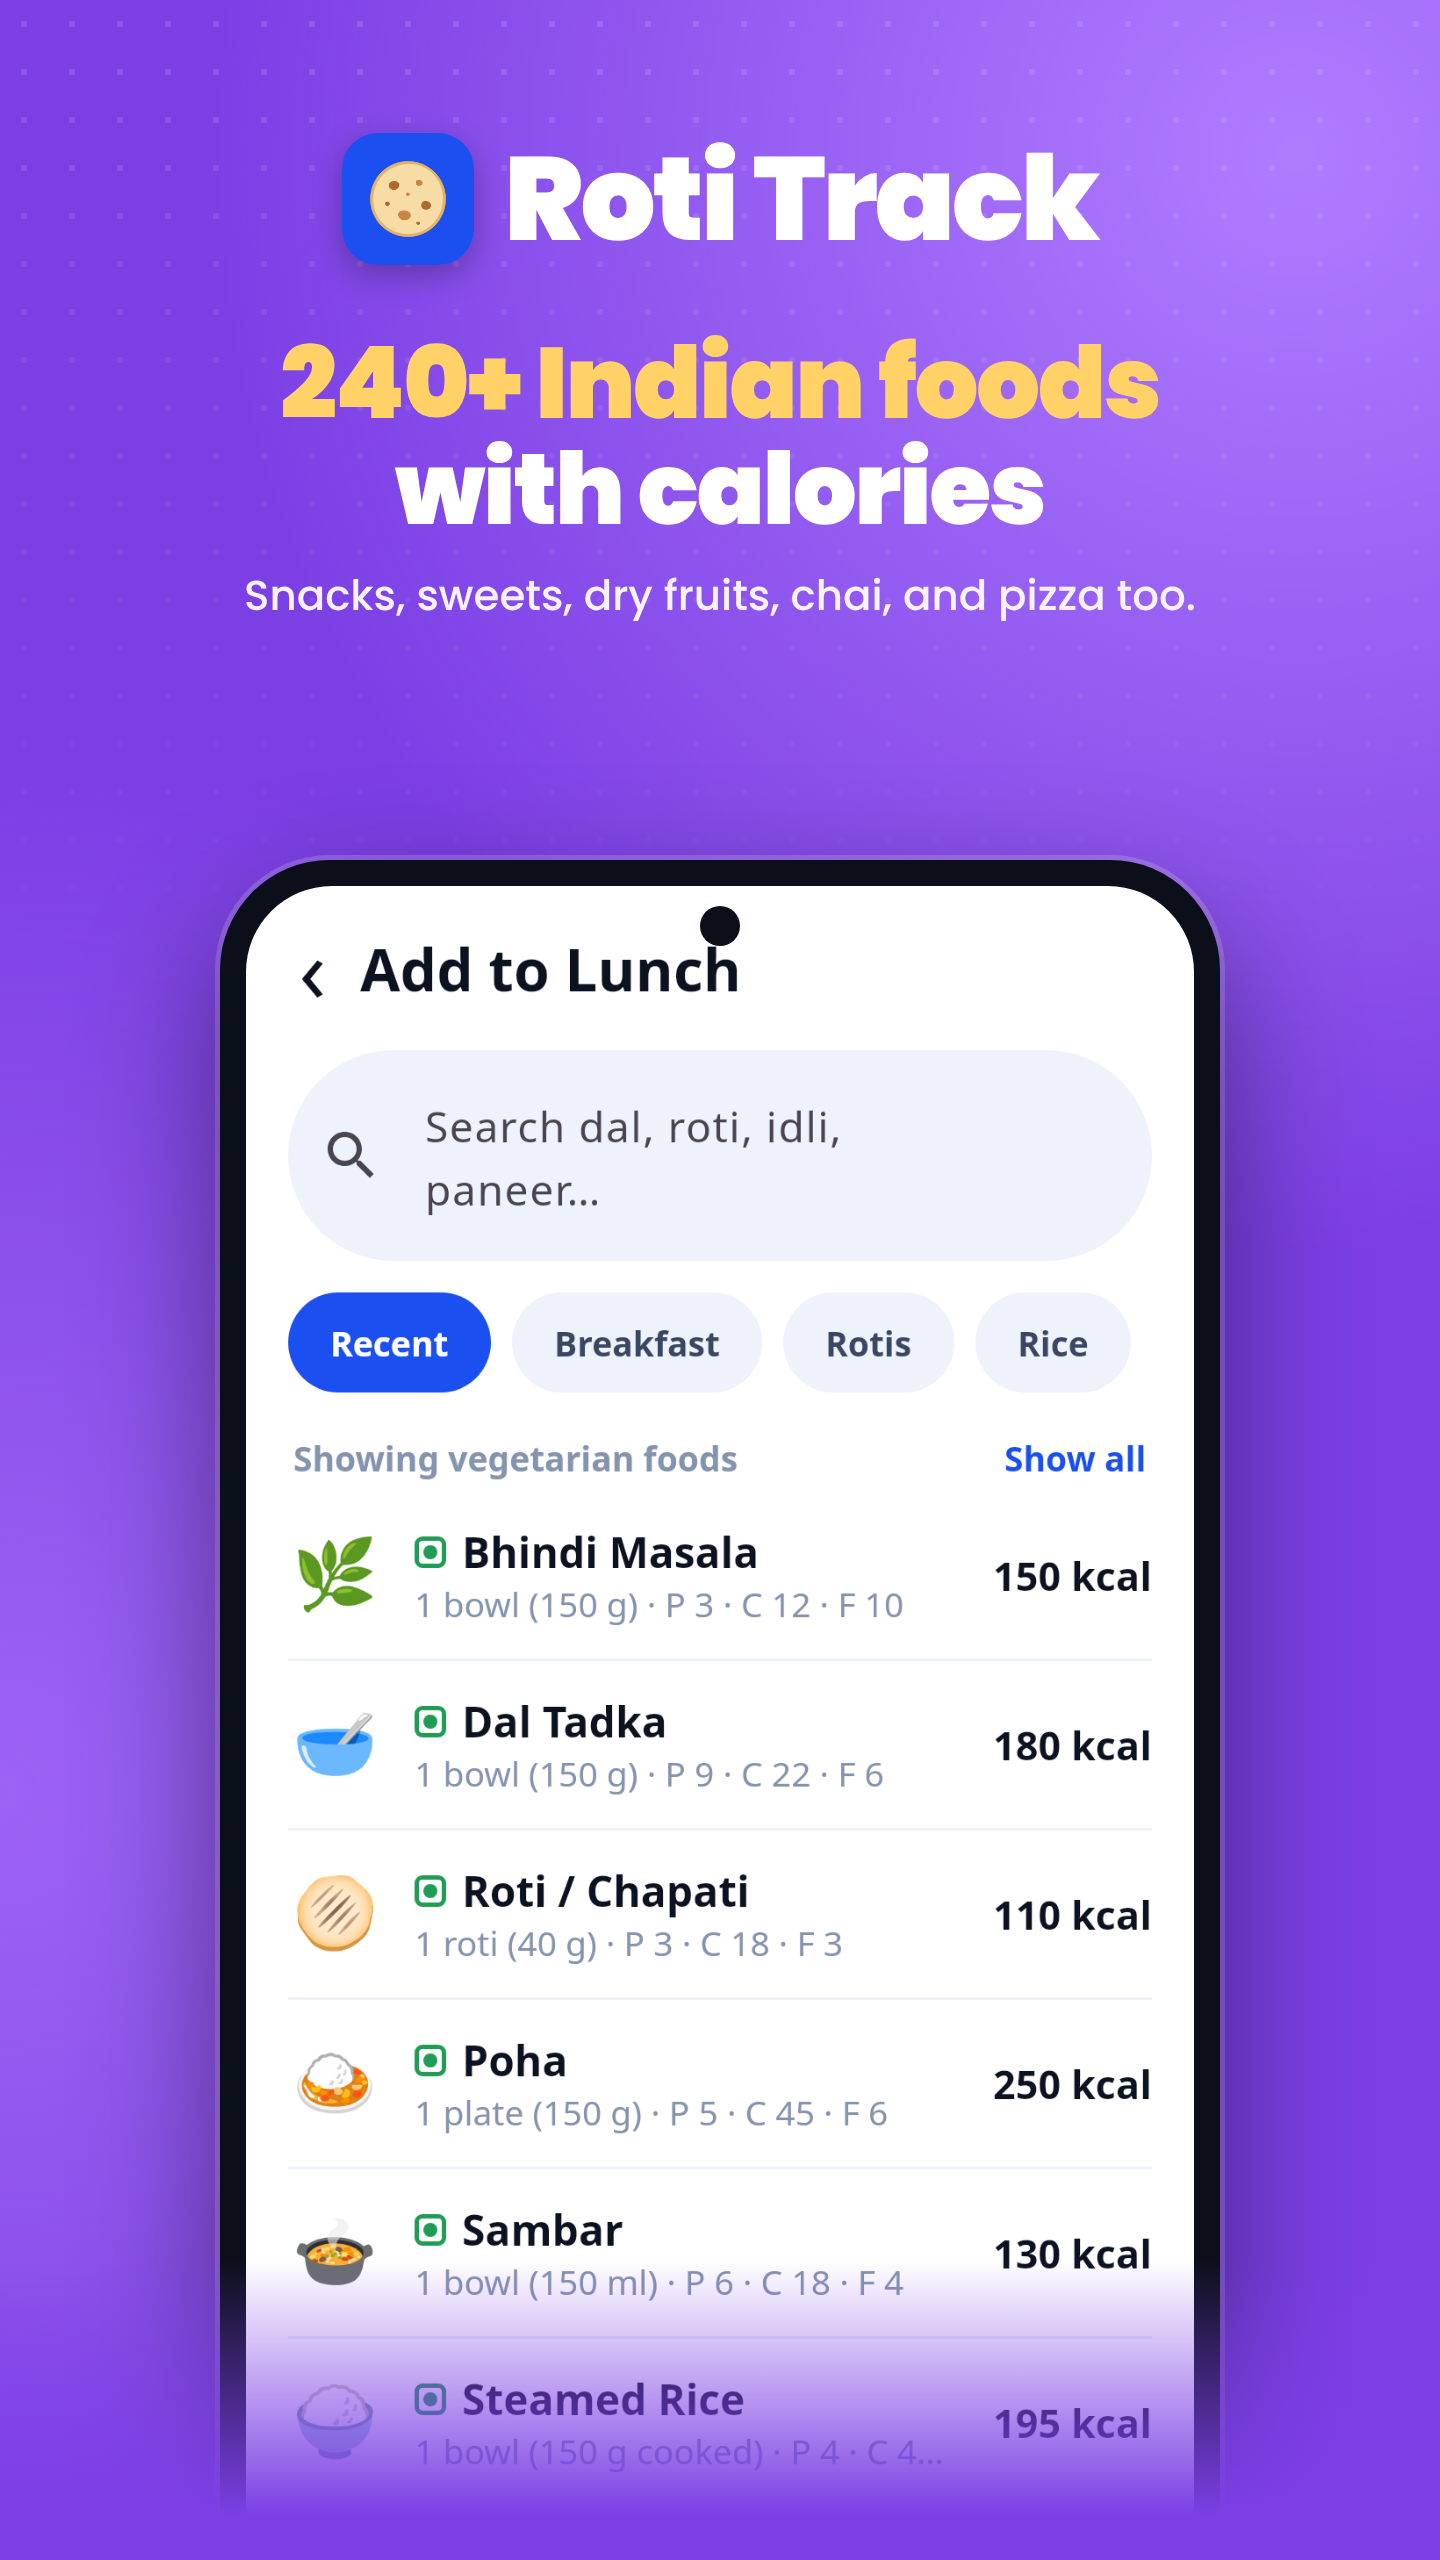 Roti Track
240+ Indian foods
with calories
Snacks, sweets, dry fruits, chai, and pizza too.
Add to Lunch
Search dal, roti, idli,
paneer...
Recent Breakfast Rotis Rice
Showing vegetarian foods Show all
Bhindi Masala
1 bowl (150 g) · P 3 · C 12 · F 10
150 kcal
Dal Tadka
1 bowl (150 g) · P 9 · C 22 · F 6
180 kcal
Roti / Chapati
1 roti (40 g) · P 3 · C 18 · F 3
110 kcal
Poha
1 plate (150 g) · P 5 · C 45 · F 6
250 kcal
Sambar
1 bowl (150 ml) · P 6 · C 18 · F 4
130 kcal
Steamed Rice
1 bowl (150 g cooked) · P 4 · C 4...
195 kcal